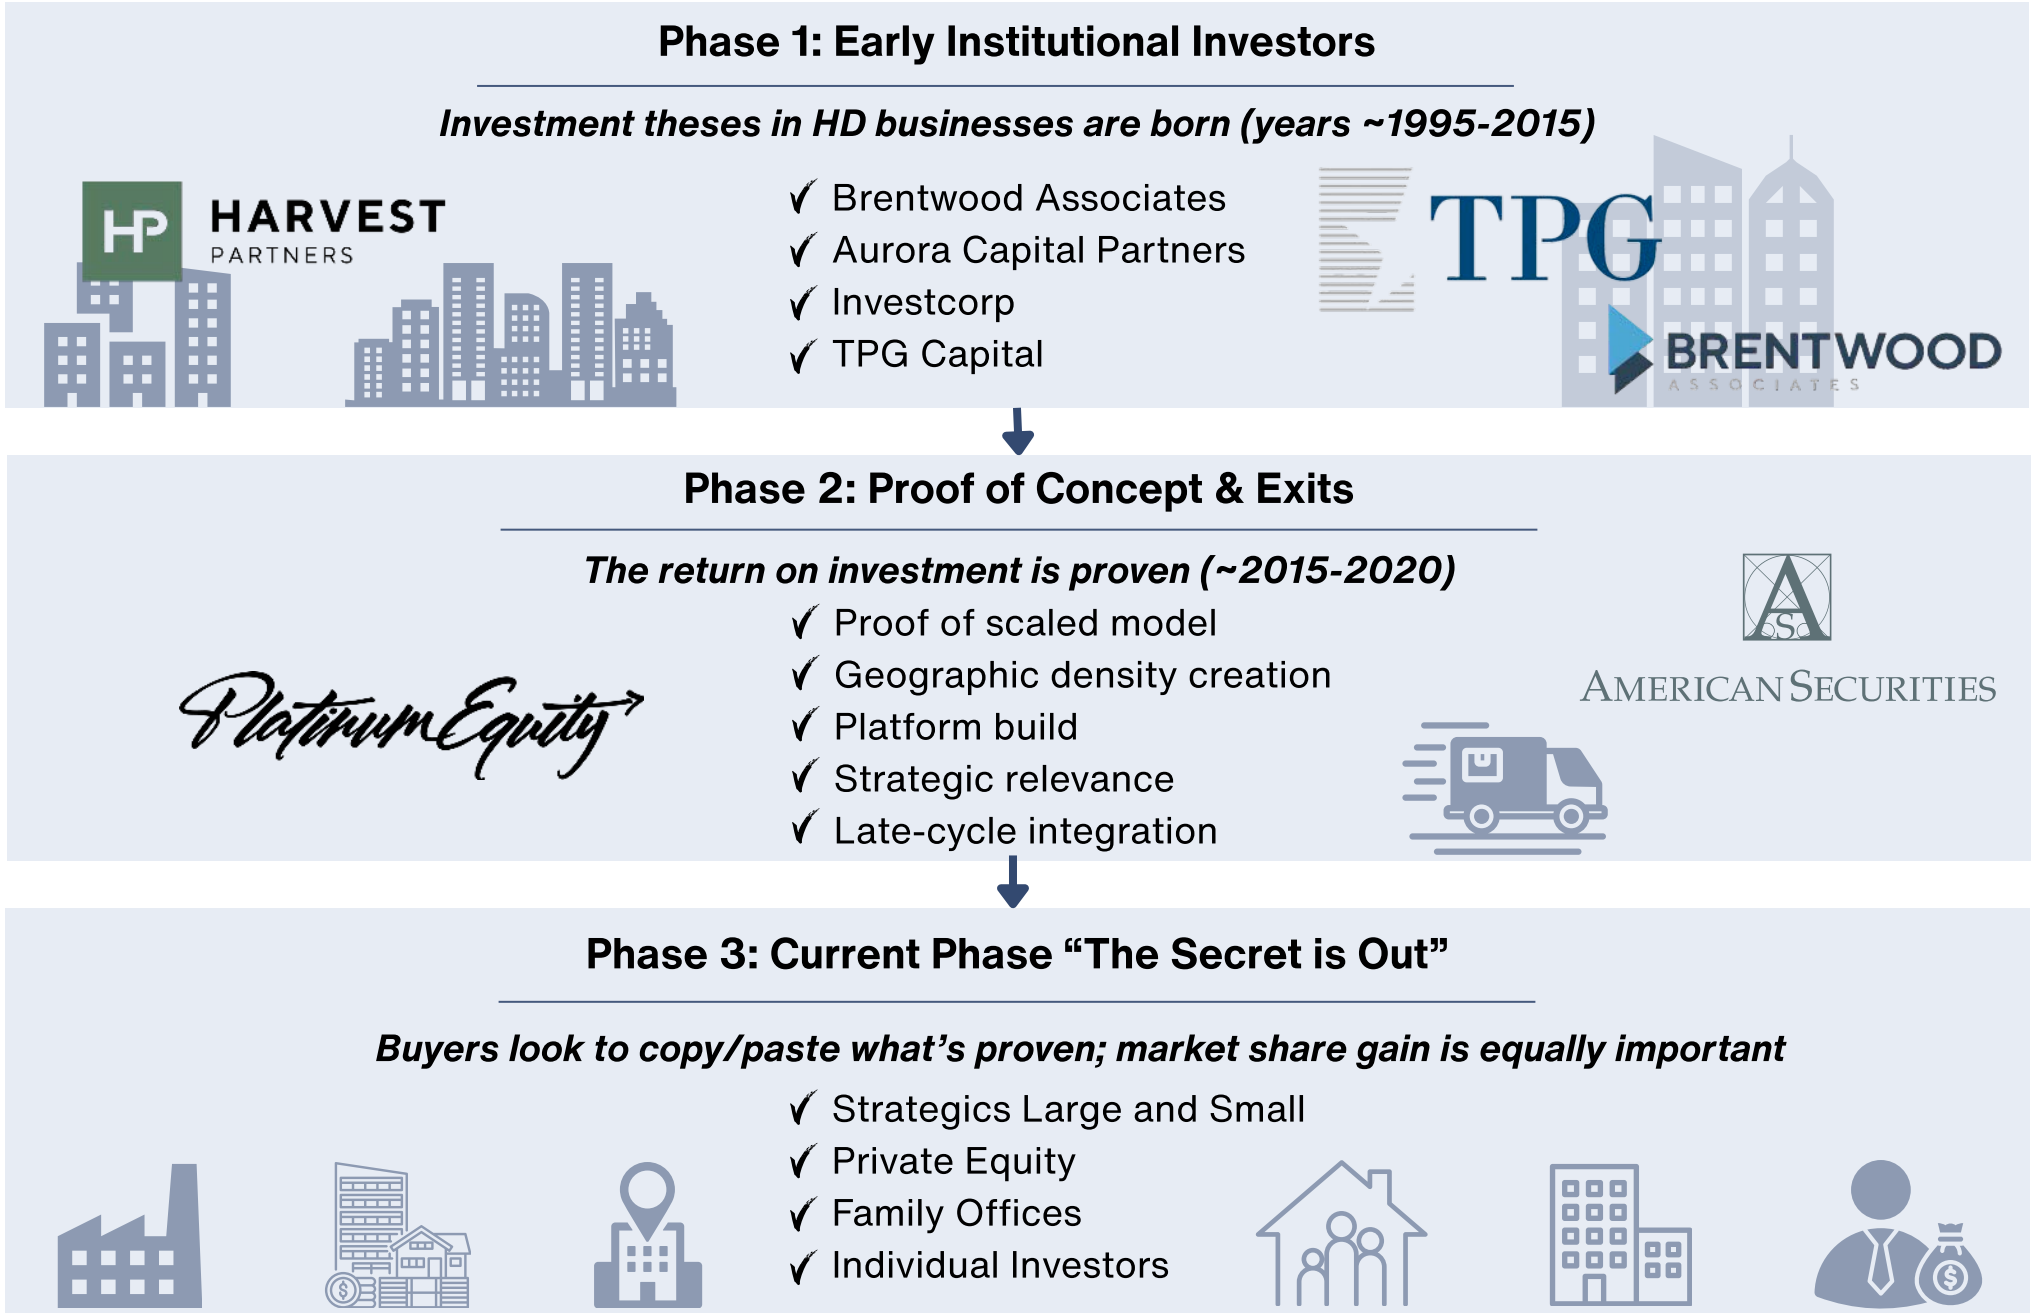 Phase 1: Early Institutional Investors
Investment theses in HD businesses are born (years ~1995-2015)
HP
HARVEST
PARTNERS
Brentwood Associates
Aurora Capital Partners
Investcorp
TPG Capital
TPG
BRENTWOOD
ASSOCIATES
Phase 2: Proof of Concept & Exits
The return on investment is proven (~2015-2020)
Platinum Equity
Proof of scaled model
Geographic density creation
Platform build
Strategic relevance
Late-cycle integration
AS
AMERICAN SECURITIES
Phase 3: Current Phase “The Secret is Out”
Buyers look to copy/paste what’s proven; market share gain is equally important
Strategics Large and Small
Private Equity
Family Offices
Individual Investors
$
$